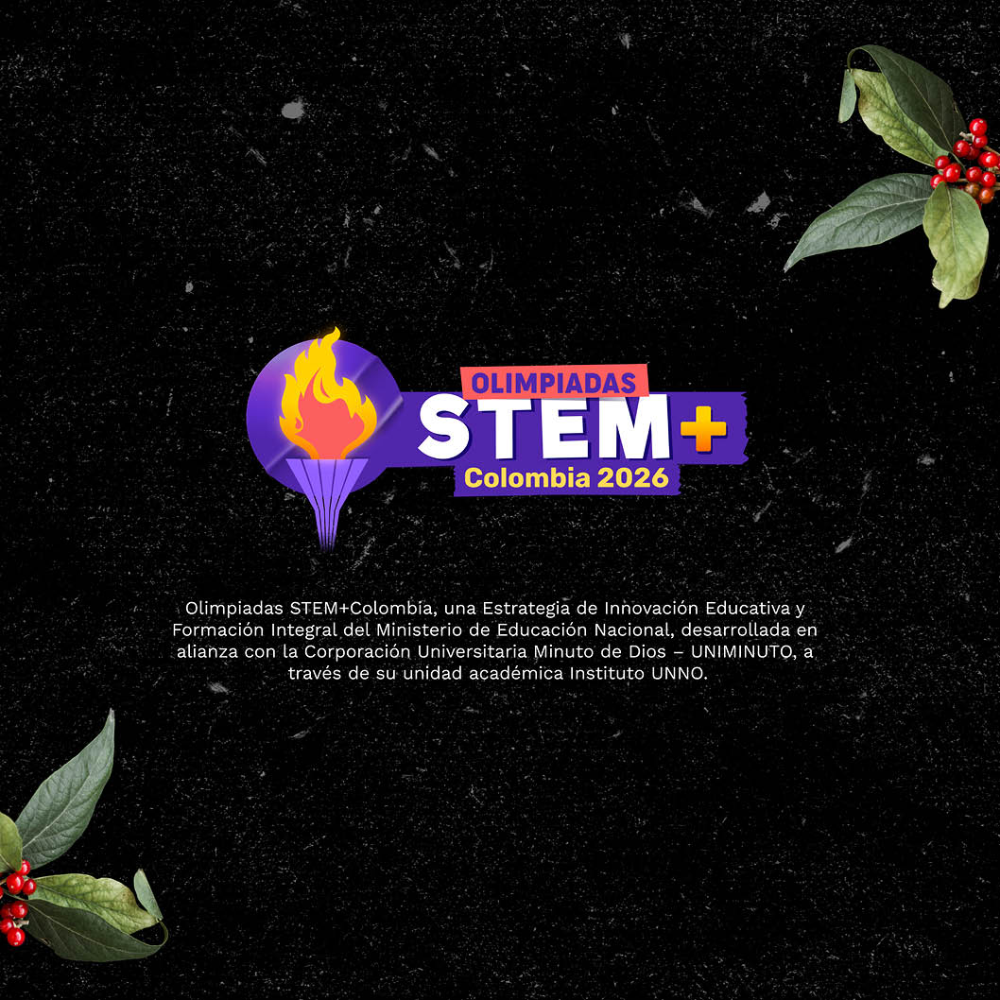 OLIMPIADAS
STEM+
Colombia 2026
Olimpiadas STEM+Colombia, una Estrategia de Innovación Educativa y
Formación Integral del Ministerio de Educación Nacional, desarrollada en
alianza con la Corporación Universitaria Minuto de Dios – UNIMINUTO, a
través de su unidad académica Instituto UNNO.